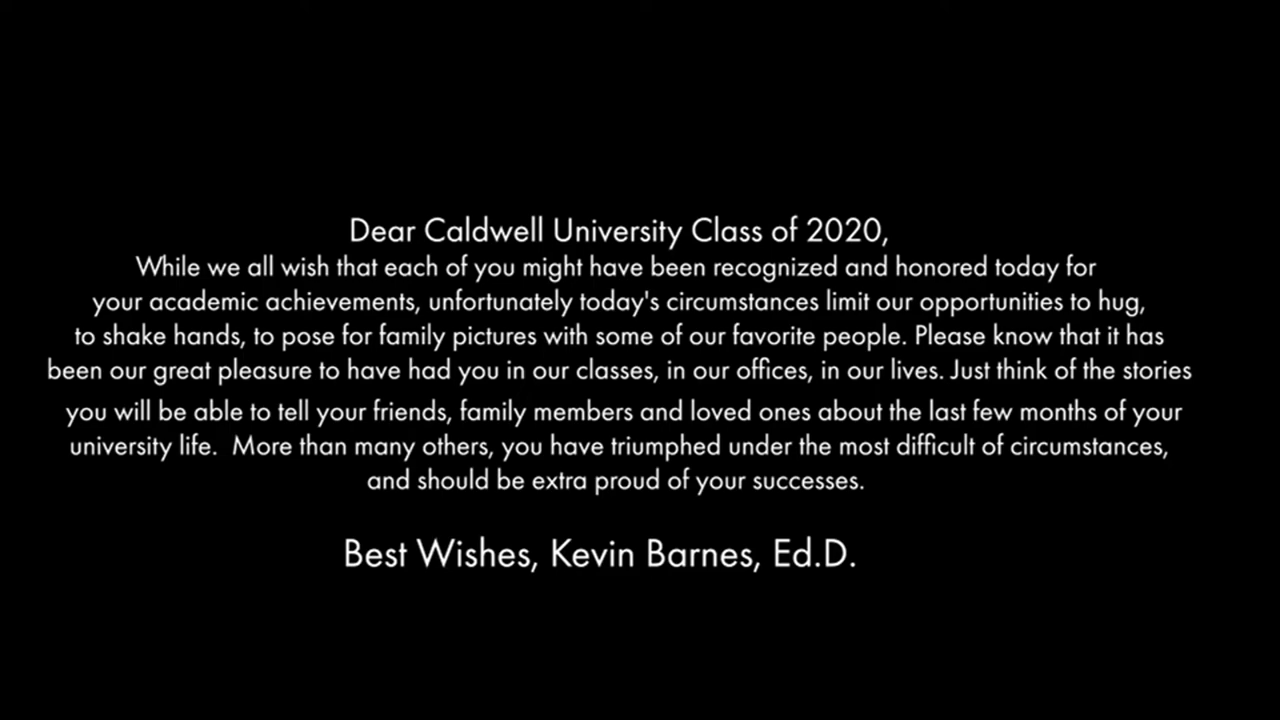 Dear Caldwell University Class of 2020,
While we all wish that each of you might have been recognized and honored today for
your academic achievements, unfortunately today's circumstances limit our opportunities to hug,
to shake hands, to pose for family pictures with some of our favorite people. Please know that it has
been our great pleasure to have had you in our classes, in our offices, in our lives. Just think of the stories
you will be able to tell your friends, family members and loved ones about the last few months of your
university life.  More than many others, you have triumphed under the most difficult of circumstances,
and should be extra proud of your successes.
Best Wishes, Kevin Barnes, Ed.D.